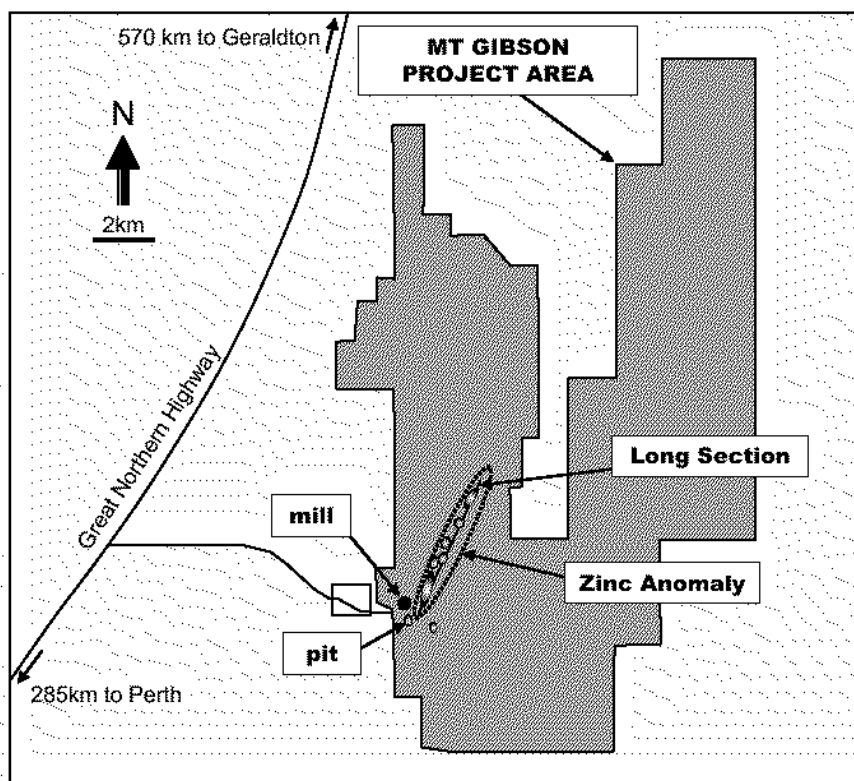 570 km to Geraldton
MT GIBSON
PROJECT AREA
N
2km
Great Northern Highway
Long Section
mill
Zinc Anomaly
pit
285km to Perth